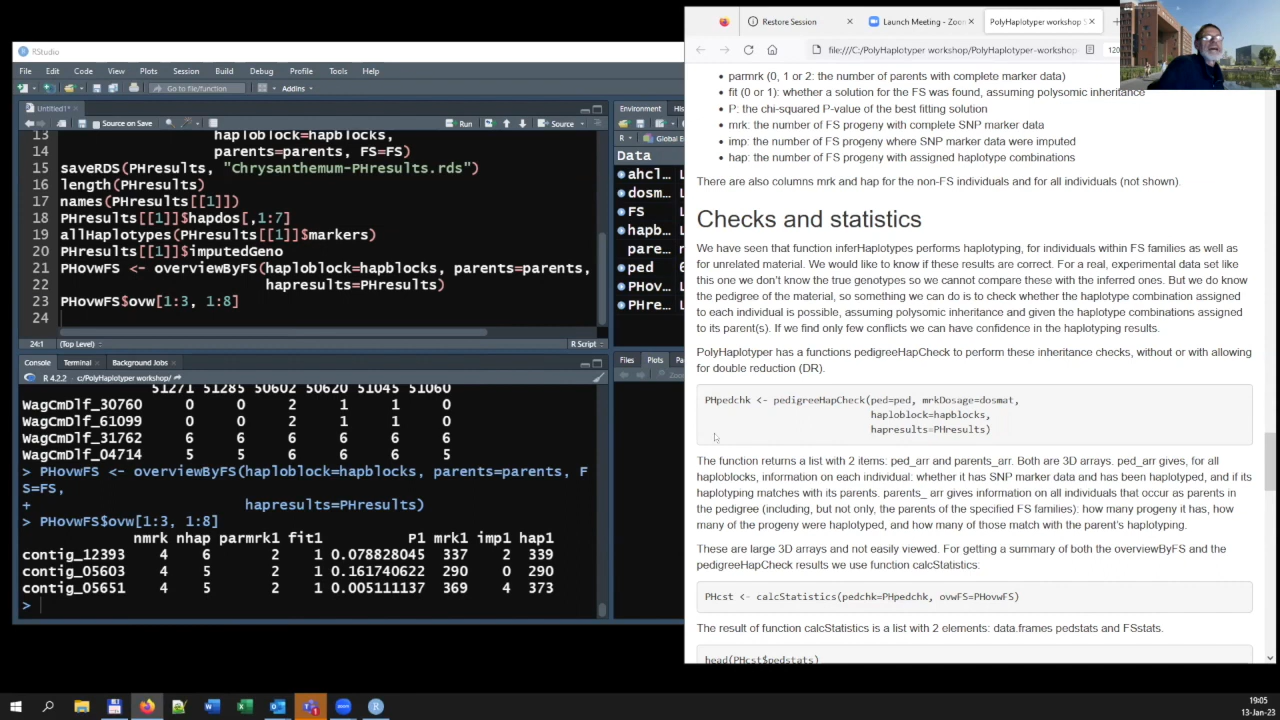 RStudio
File Edit Code View Plots Session Build Debug Profile Tools Help
Go to file/function
Addins
Untitled1*
Source on Save
Run
Source
13 haploblock=hapblocks,
14 parents=parents, FS=FS)
15 saveRDS(PHresults, "Chrysanthemum-PHresults.rds")
16 length(PHresults)
17 names(PHresults[[1]])
18 PHresults[[1]]$hapdos[,1:7]
19 allHaplotypes(PHresults[[1]]$markers)
20 PHresults[[1]]$imputedGeno
21 PHovwFS <- overviewByFS(haploblock=hapblocks, parents=parents,
22 hapresults=PHresults)
23 PHovwFS$ovw[1:3, 1:8]
24
24:1 (Top Level) R Script
Console Terminal Background Jobs
R 4.2.2 c:/PolyHaplotyper workshop/
51271 51285 50602 50620 51045 51060
WagCmDlf_30760 0 0 2 1 1 0
WagCmDlf_61099 0 0 2 1 1 0
WagCmDlf_31762 6 6 6 6 6 6
WagCmDlf_04714 5 5 6 6 6 5
> PHovwFS <- overviewByFS(haploblock=hapblocks, parents=parents, F
S=FS,
+ hapresults=PHresults)
> PHovwFS$ovw[1:3, 1:8]
nmrk nhap parmrk1 fit1 P1 mrk1 imp1 hap1
contig_12393 4 6 2 1 0.078828045 337 2 339
contig_05603 4 5 2 1 0.161740622 290 0 290
contig_05651 4 5 2 1 0.005111137 369 4 373
>
Environment His
R Global E
Data
ahcl... L
dosm... L
FS L
hapb... L
pare...
ped 6
PHov... L
PHre... L
Files Plots Pa
Restore Session
Launch Meeting - Zoo
PolyHaplotyper workshop
file:///C:/PolyHaplotyper workshop/PolyHaplotyper-workshop
120
• parmrk (0, 1 or 2: the number of parents with complete marker data)
• fit (0 or 1): whether a solution for the FS was found, assuming polysomic inheritance
• P: the chi-squared P-value of the best fitting solution
• mrk: the number of FS progeny with complete SNP marker data
• imp: the number of FS progeny where SNP marker data were imputed
• hap: the number of FS progeny with assigned haplotype combinations
There are also columns mrk and hap for the non-FS individuals and for all individuals (not shown).
Checks and statistics
We have seen that function inferHaplotypes performs haplotyping, for individuals within FS families as well as
for unrelated material. We would like to know if these results are correct. For a real, experimental data set like
this one we don't know the true genotypes so we cannot compare these with the inferred ones. But we do know
the pedigree of the material, so something we can do is to check whether the haplotype combination assigned
to each individual is possible, assuming polysomic inheritance and given the haplotype combinations assigned
to its parent(s). If we find only few conflicts we can have confidence in the haplotyping results.
PolyHaplotyper has a functions pedigreeHapCheck to perform these inheritance checks, without or with allowing
for double reduction (DR).
PHpedchk <- pedigreeHapCheck(ped=ped, mrkDosage=dosmat,
haploblock=hapblocks,
hapresults=PHresults)
The function returns a list with 2 items: ped_arr and parents_arr. Both are 3D arrays. ped_arr gives, for all
haploblocks, information on each individual: whether it has SNP marker data and has been haplotyped, and if its
haplotyping matches with its parents. parents_ arr gives information on all individuals that occur as parents in
the pedigree (including, but not only, the parents of the specified FS families): how many progeny it has, how
many of the progeny were haplotyped, and how many of those match with the parent's haplotyping.
These are large 3D arrays and not easily viewed. For getting a summary of both the overviewByFS and the
pedigreeHapCheck results we use function calcStatistics.
PHcst <- calcStatistics(pedchk=PHpedchk, ovwFS=PHovwFS)
The result of function calcStatistics is a list with 2 elements: data.frames pedstats and FSstats.
head(PHcst$pedstats)
19:05
13-Jan-23